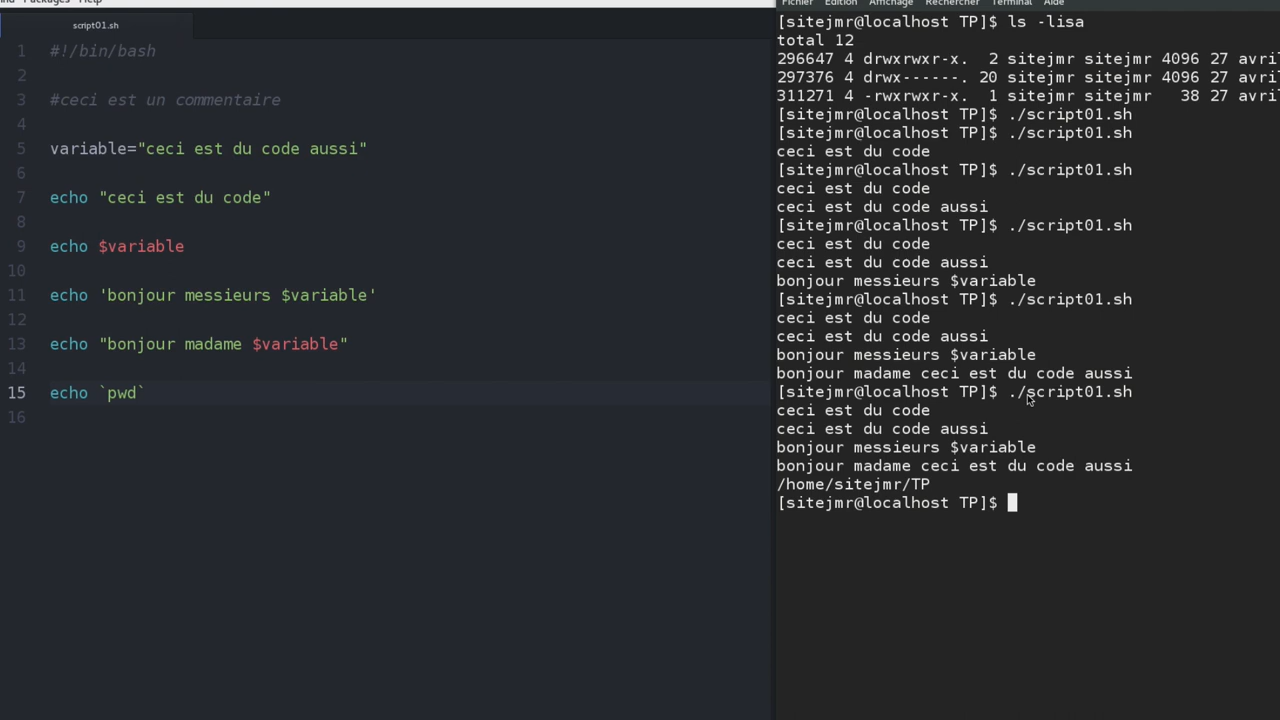 Packages Help
script01.sh
1 #!/bin/bash
2
3 #ceci est un commentaire
4
5 variable="ceci est du code aussi"
6
7 echo "ceci est du code"
8
9 echo $variable
10
11 echo 'bonjour messieurs $variable'
12
13 echo "bonjour madame $variable"
14
15 echo `pwd`
16
Fichier Édition Affichage Rechercher Terminal Aide
[sitejmr@localhost TP]$ ls -lisa
total 12
296647 4 drwxrwxr-x. 2 sitejmr sitejmr 4096 27 avri
297376 4 drwx------. 20 sitejmr sitejmr 4096 27 avri
311271 4 -rwxrwxr-x. 1 sitejmr sitejmr 38 27 avri
[sitejmr@localhost TP]$ ./script01.sh
[sitejmr@localhost TP]$ ./script01.sh
ceci est du code
[sitejmr@localhost TP]$ ./script01.sh
ceci est du code
ceci est du code aussi
[sitejmr@localhost TP]$ ./script01.sh
ceci est du code
ceci est du code aussi
bonjour messieurs $variable
[sitejmr@localhost TP]$ ./script01.sh
ceci est du code
ceci est du code aussi
bonjour messieurs $variable
bonjour madame ceci est du code aussi
[sitejmr@localhost TP]$ ./script01.sh
ceci est du code
ceci est du code aussi
bonjour messieurs $variable
bonjour madame ceci est du code aussi
/home/sitejmr/TP
[sitejmr@localhost TP]$